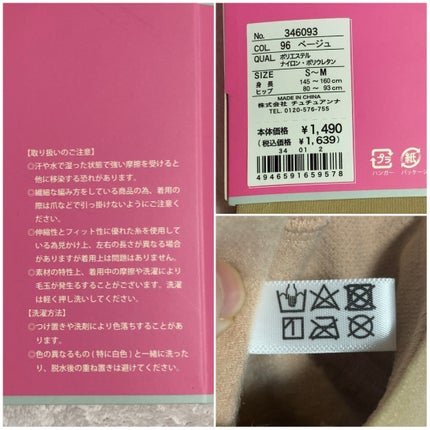 【取り扱いのご注意】
◎汗や水で湿った状態で強い摩擦を受けると
他に移染する恐れがあります。
◎繊細な編み方をしている商品の為、着用の
際は爪などで引っ掛けないようにご注意くだ
さい。
◎伸縮性とフィット性に優れた糸を使用して
いる為見かけ上、左右の長さが異なる場合
がありますが着用上は問題はありません。
◎素材の特性上、着用中の摩擦や洗濯により
毛玉が発生することがございます。洗濯
は軽く押し洗いしてください。
【洗濯方法】
◎つけ置きや洗剤により色落ちすることがあ
ります。
◎色の異なるもの(特に白色)と一緒に洗った
り、脱水後の重ね置きは避けてください。
No. 346093
COL. 96 ベージュ
QUAL ポリエステル
ナイロン・ポリウレタン
SIZE S〜M
身長 145〜160cm
ヒップ 80〜93cm
MADE IN CHINA
株式会社 チュチュアンナ
TEL. 0120-576-755
本体価格 ¥1,490
(税込価格 ¥1,639)
34 01 2
4946591659578
プラ
ハンガー
紙
パッケージ